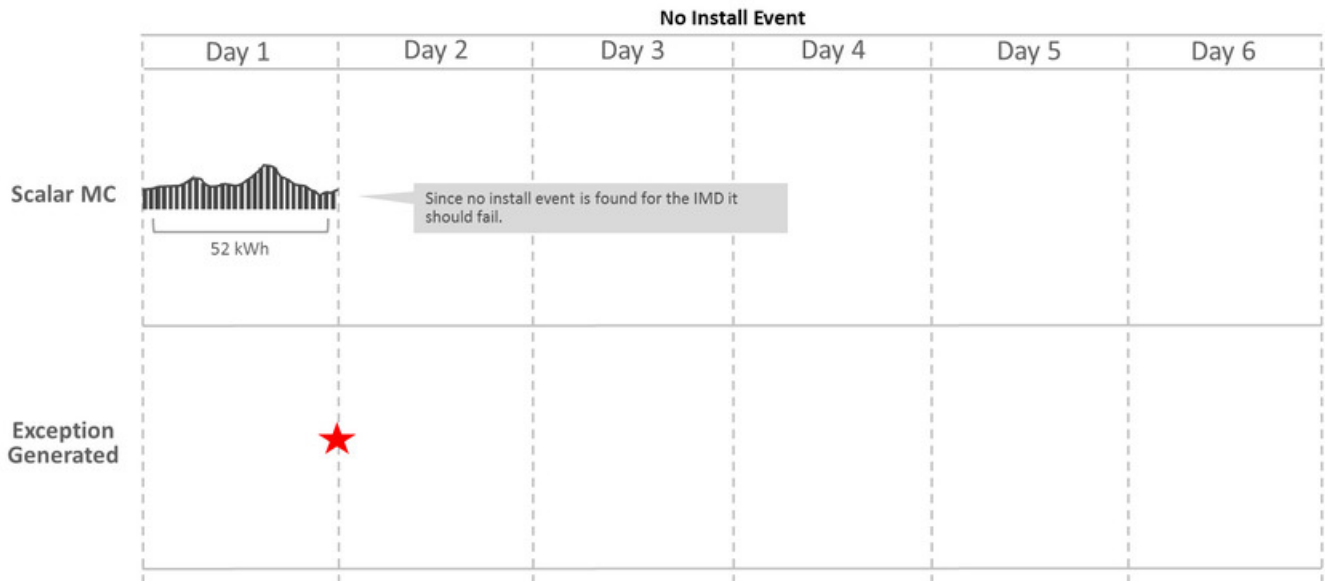 No Install Event
Day 1
Day 2
Day 3
Day 4
Day 5
Day 6
Scalar MC
Since no install event is found for the IMD it
should fail.
52 kWh
Exception
Generated